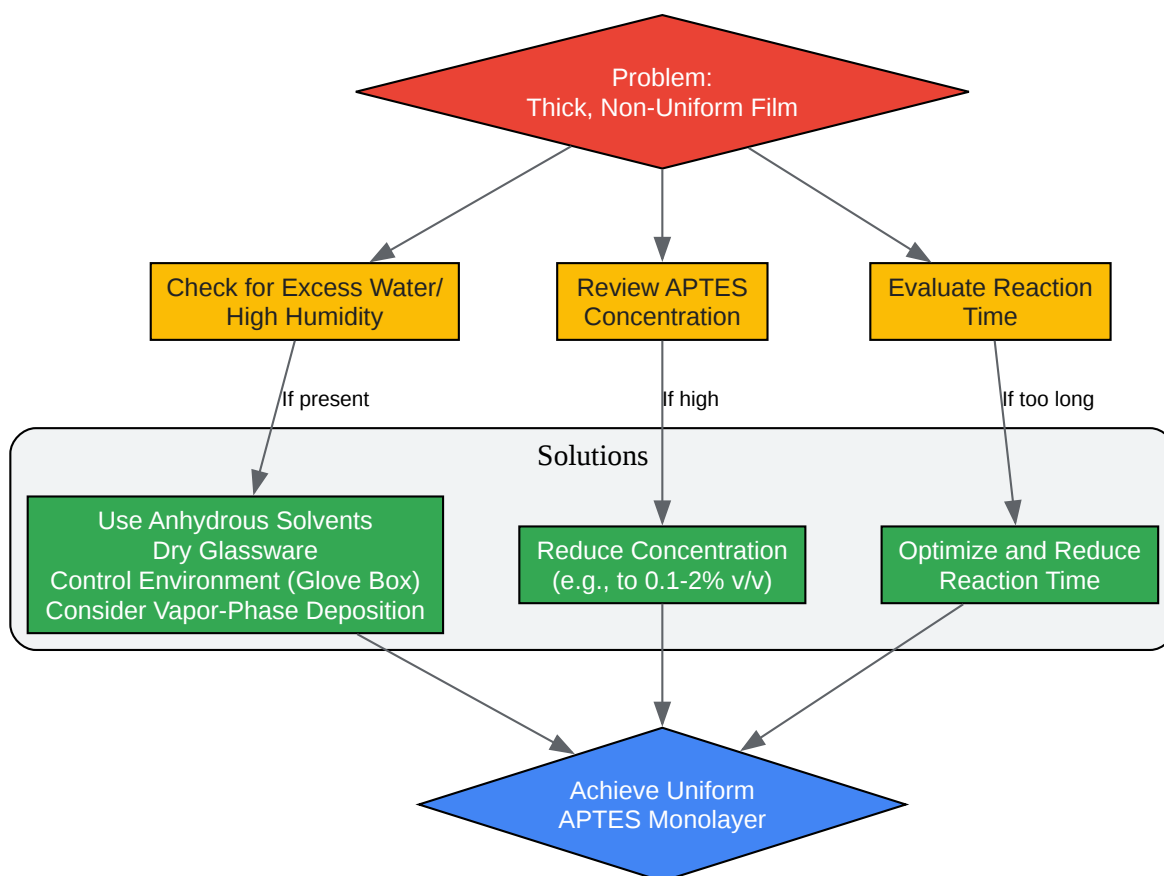 Problem:
Thick, Non-Uniform Film
Check for Excess Water/
High Humidity
Review APTES
Concentration
Evaluate Reaction
Time
If present
If high
If too long
Solutions
Use Anhydrous Solvents
Dry Glassware
Control Environment (Glove Box)
Consider Vapor-Phase Deposition
Reduce Concentration
(e.g., to 0.1-2% v/v)
Optimize and Reduce
Reaction Time
Achieve Uniform
APTES Monolayer